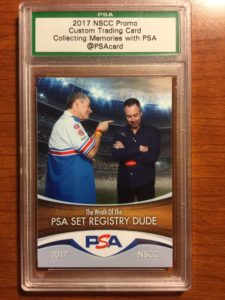 PSA
2017 NSCC Promo
Custom Trading Card
Collecting Memories with PSA
@PSAcard
The Wrath Of The
PSA SET REGISTRY DUDE
PSA
2017 NSCC